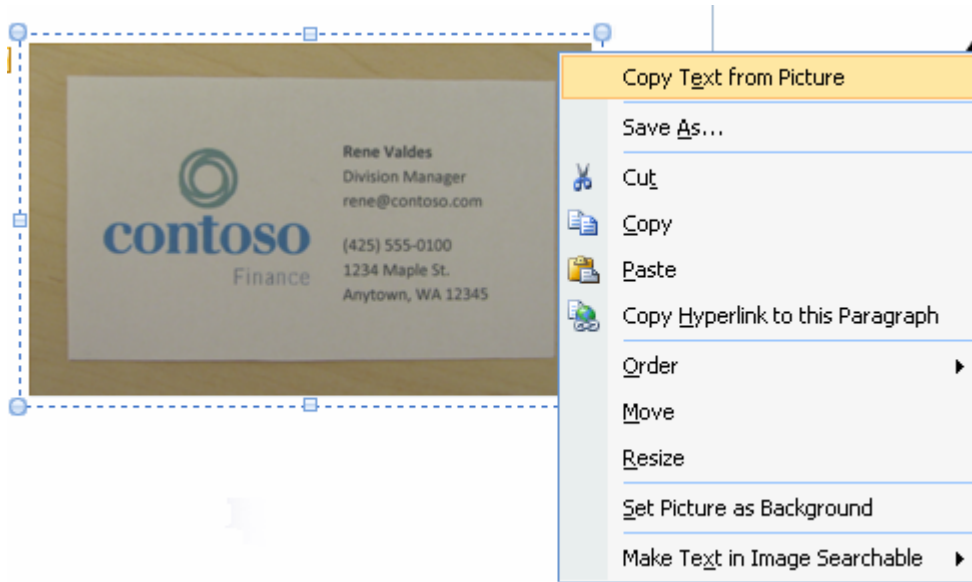 contoso
Finance
Rene Valdes
Division Manager
rene@contoso.com
(425) 555-0100
1234 Maple St.
Anytown, WA 12345
Copy Text from Picture
Save As...
Cut
Copy
Paste
Copy Hyperlink to this Paragraph
Order
Move
Resize
Set Picture as Background
Make Text in Image Searchable